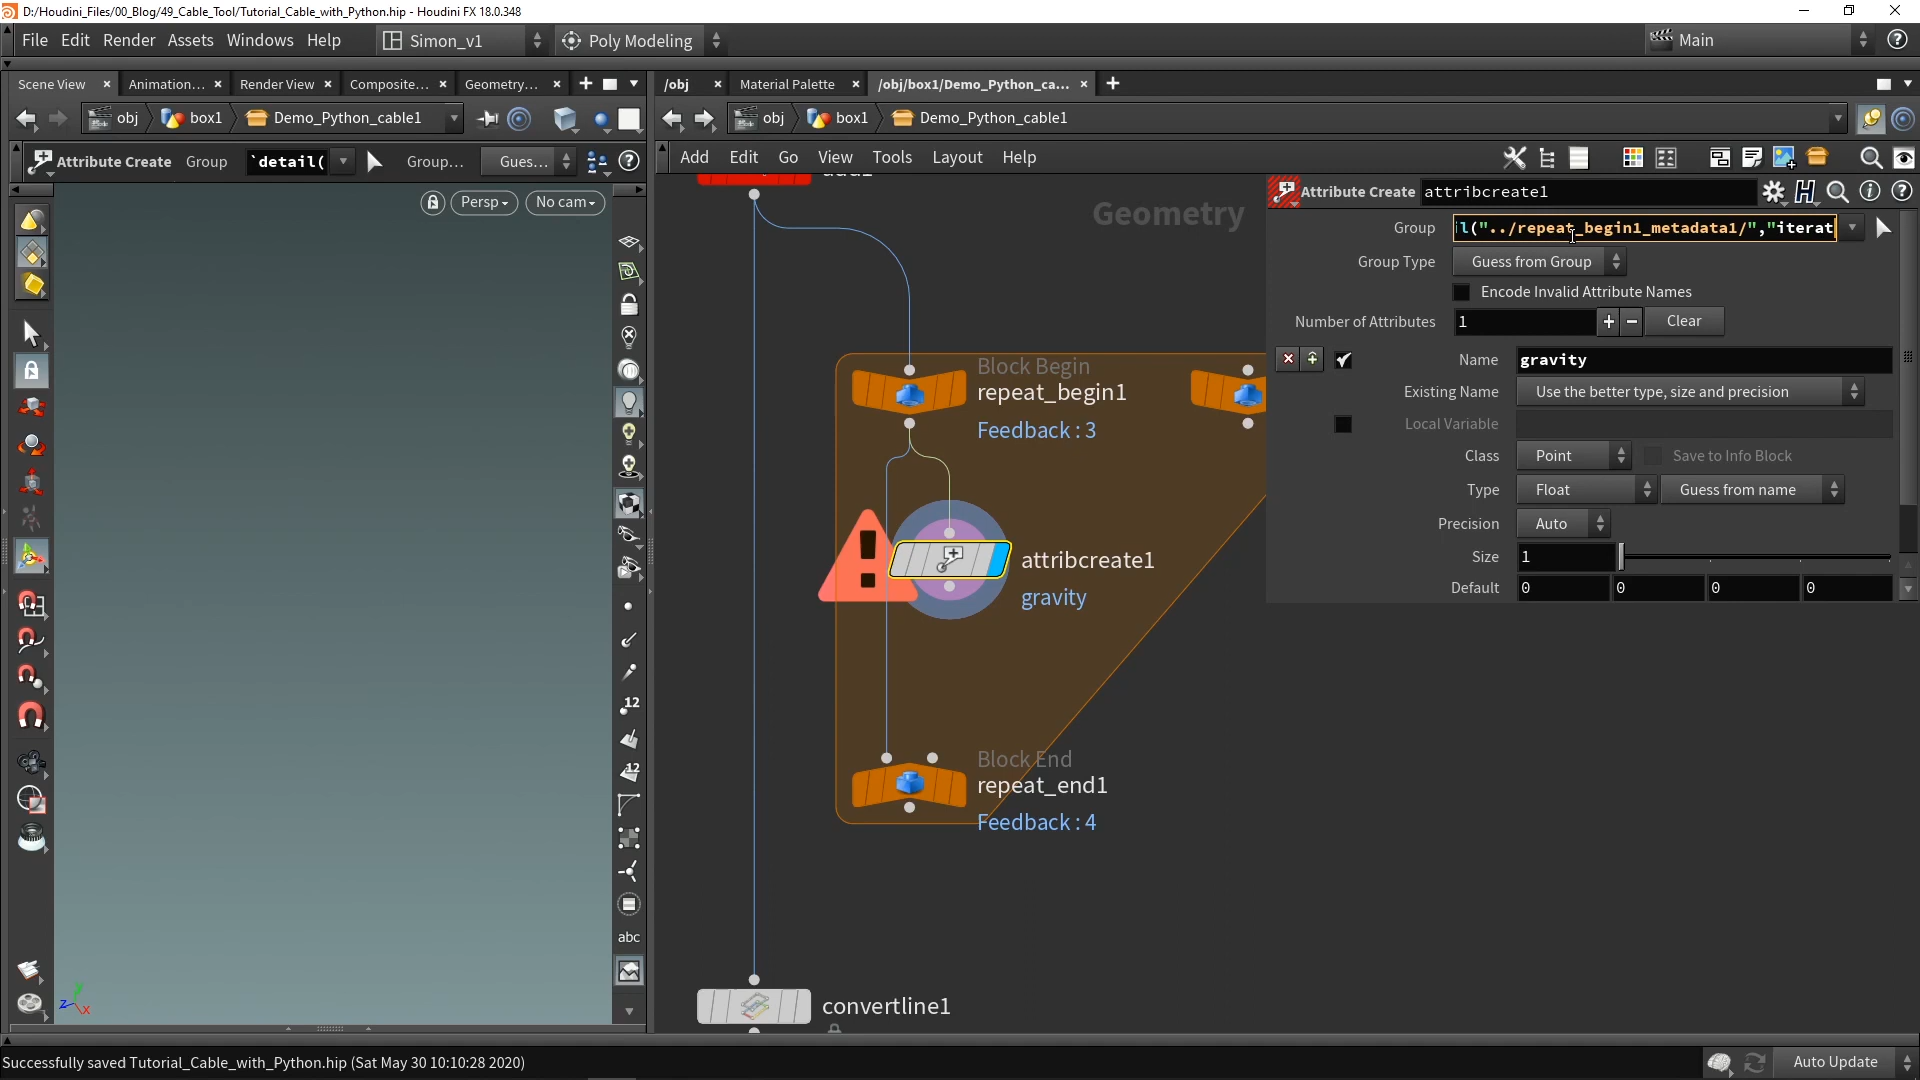 D:/Houdini_Files/00_Blog/49_Cable_Tool/Tutorial_Cable_with_Python.hip - Houdini FX 18.0.348
File Edit Render Assets Windows Help Simon_v1 Poly Modeling Main
Scene View Animation... Render View Composite... Geometry... /obj Material Palette /obj/box1/Demo_Python_ca...
obj box1 Demo_Python_cable1 obj box1 Demo_Python_cable1
Attribute Create Group `detail( Group... Gues... Add Edit Go View Tools Layout Help
Persp No cam
Geometry
Attribute Create attribcreate1
Group l("../repeat_begin1_metadata1/","iterat
Group Type Guess from Group
Encode Invalid Attribute Names
Number of Attributes 1 + − Clear
Name gravity
Existing Name Use the better type, size and precision
Local Variable
Class Point Save to Info Block
Type Float Guess from name
Precision Auto
Size 1
Default 0 0 0 0
Block Begin
repeat_begin1
Feedback : 3
attribcreate1
gravity
Block End
repeat_end1
Feedback : 4
convertline1
12
12
abc
z x
Successfully saved Tutorial_Cable_with_Python.hip (Sat May 30 10:10:28 2020) Auto Update